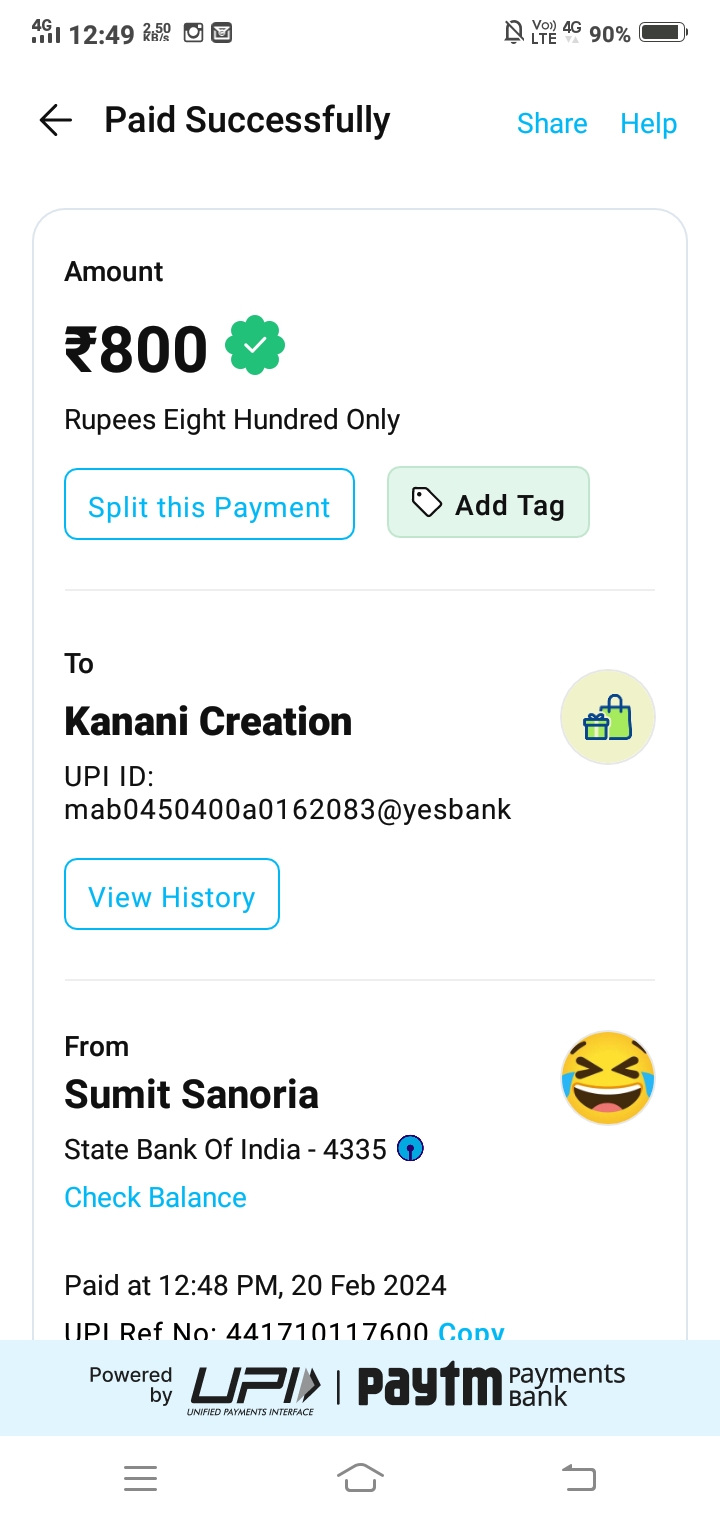 4G 12:49 2.50 KB/s Vo)) LTE 4G 90%
Paid Successfully Share Help
Amount
₹800
Rupees Eight Hundred Only
Split this Payment Add Tag
To
Kanani Creation
UPI ID:
mab0450400a0162083@yesbank
View History
From
Sumit Sanoria
State Bank Of India - 4335
Check Balance
Paid at 12:48 PM, 20 Feb 2024
UPI Ref No: 441710117600 Copy
Powered by UPI UNIFIED PAYMENTS INTERFACE | paytm Payments Bank